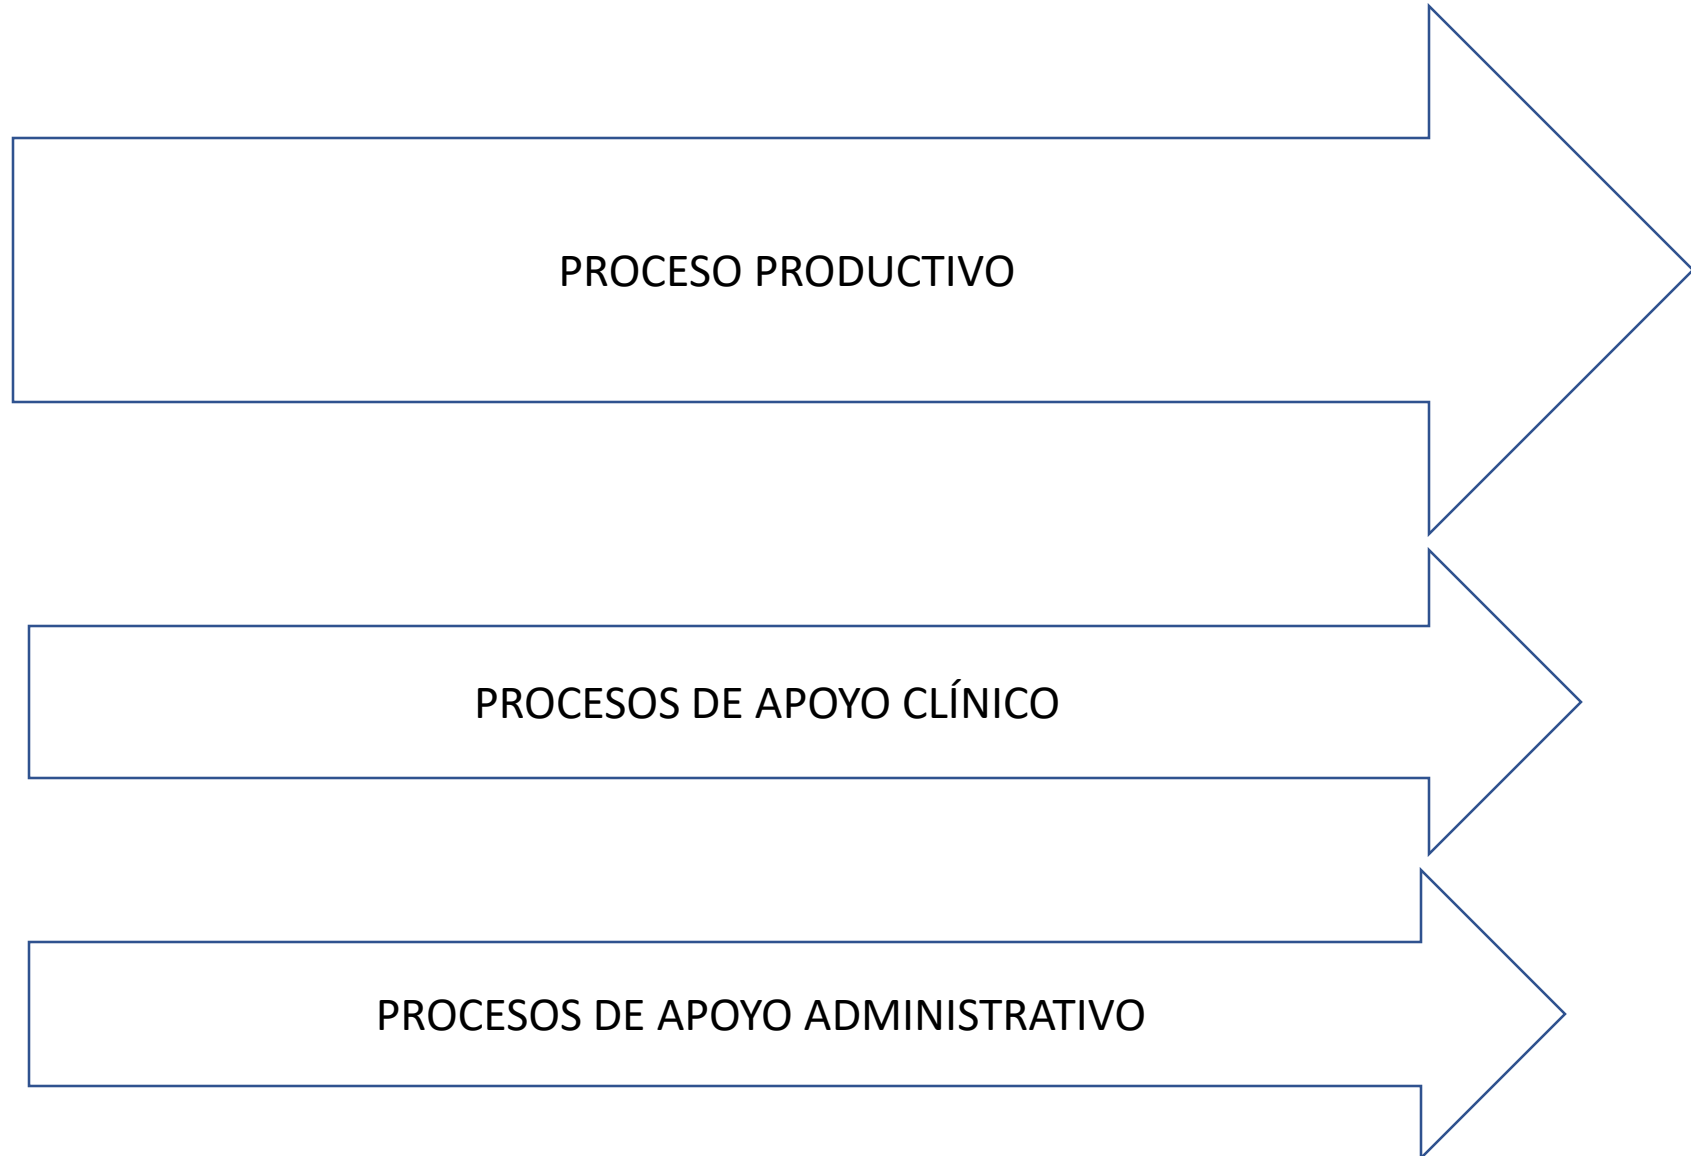 PROCESO PRODUCTIVO
PROCESOS DE APOYO CLÍNICO
PROCESOS DE APOYO ADMINISTRATIVO